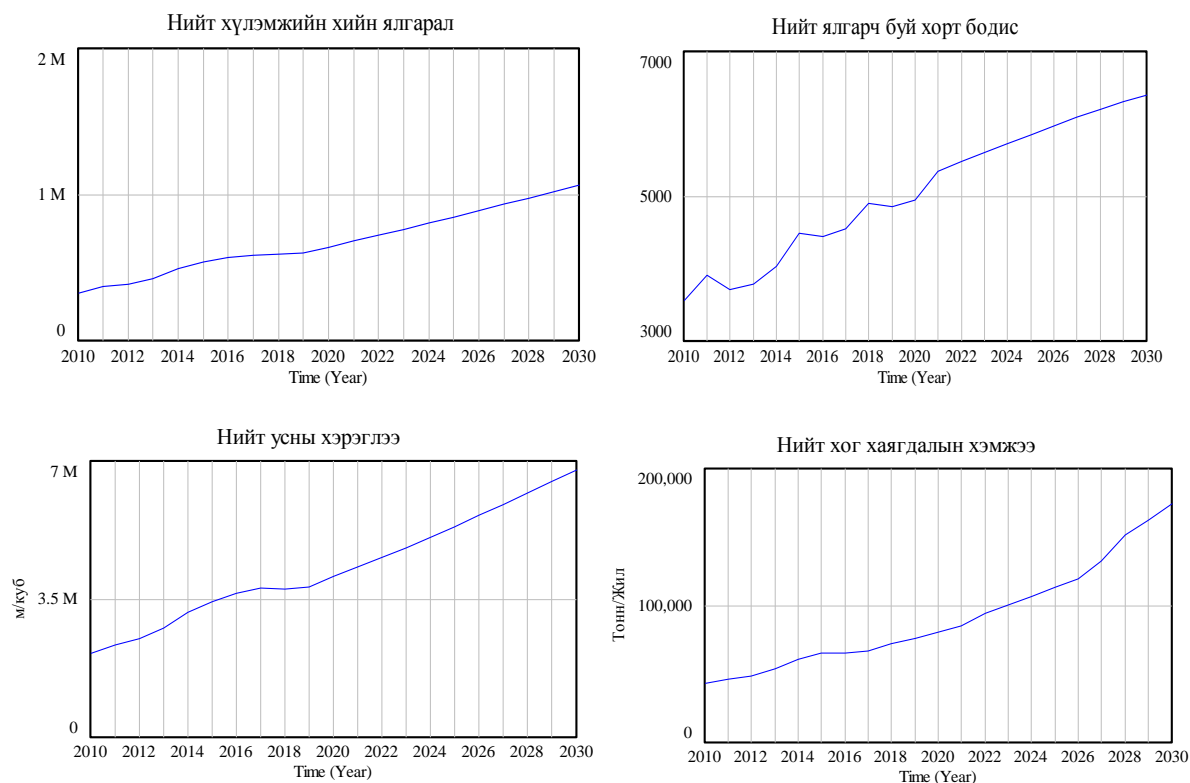 Нийт хүлэмжийн хийн ялгарал
2 M
1 M
0
2010 2012 2014 2016 2018 2020 2022 2024 2026 2028 2030
Time (Year)
Нийт ялгарч буй хорт бодис
7000
5000
3000
2010 2012 2014 2016 2018 2020 2022 2024 2026 2028 2030
Time (Year)
Нийт усны хэрэглээ
7 M
3.5 M
0
м/куб
2010 2012 2014 2016 2018 2020 2022 2024 2026 2028 2030
Time (Year)
Нийт хог хаягдалын хэмжээ
200,000
100,000
0
Тонн/Жил
2010 2012 2014 2016 2018 2020 2022 2024 2026 2028 2030
Time (Year)